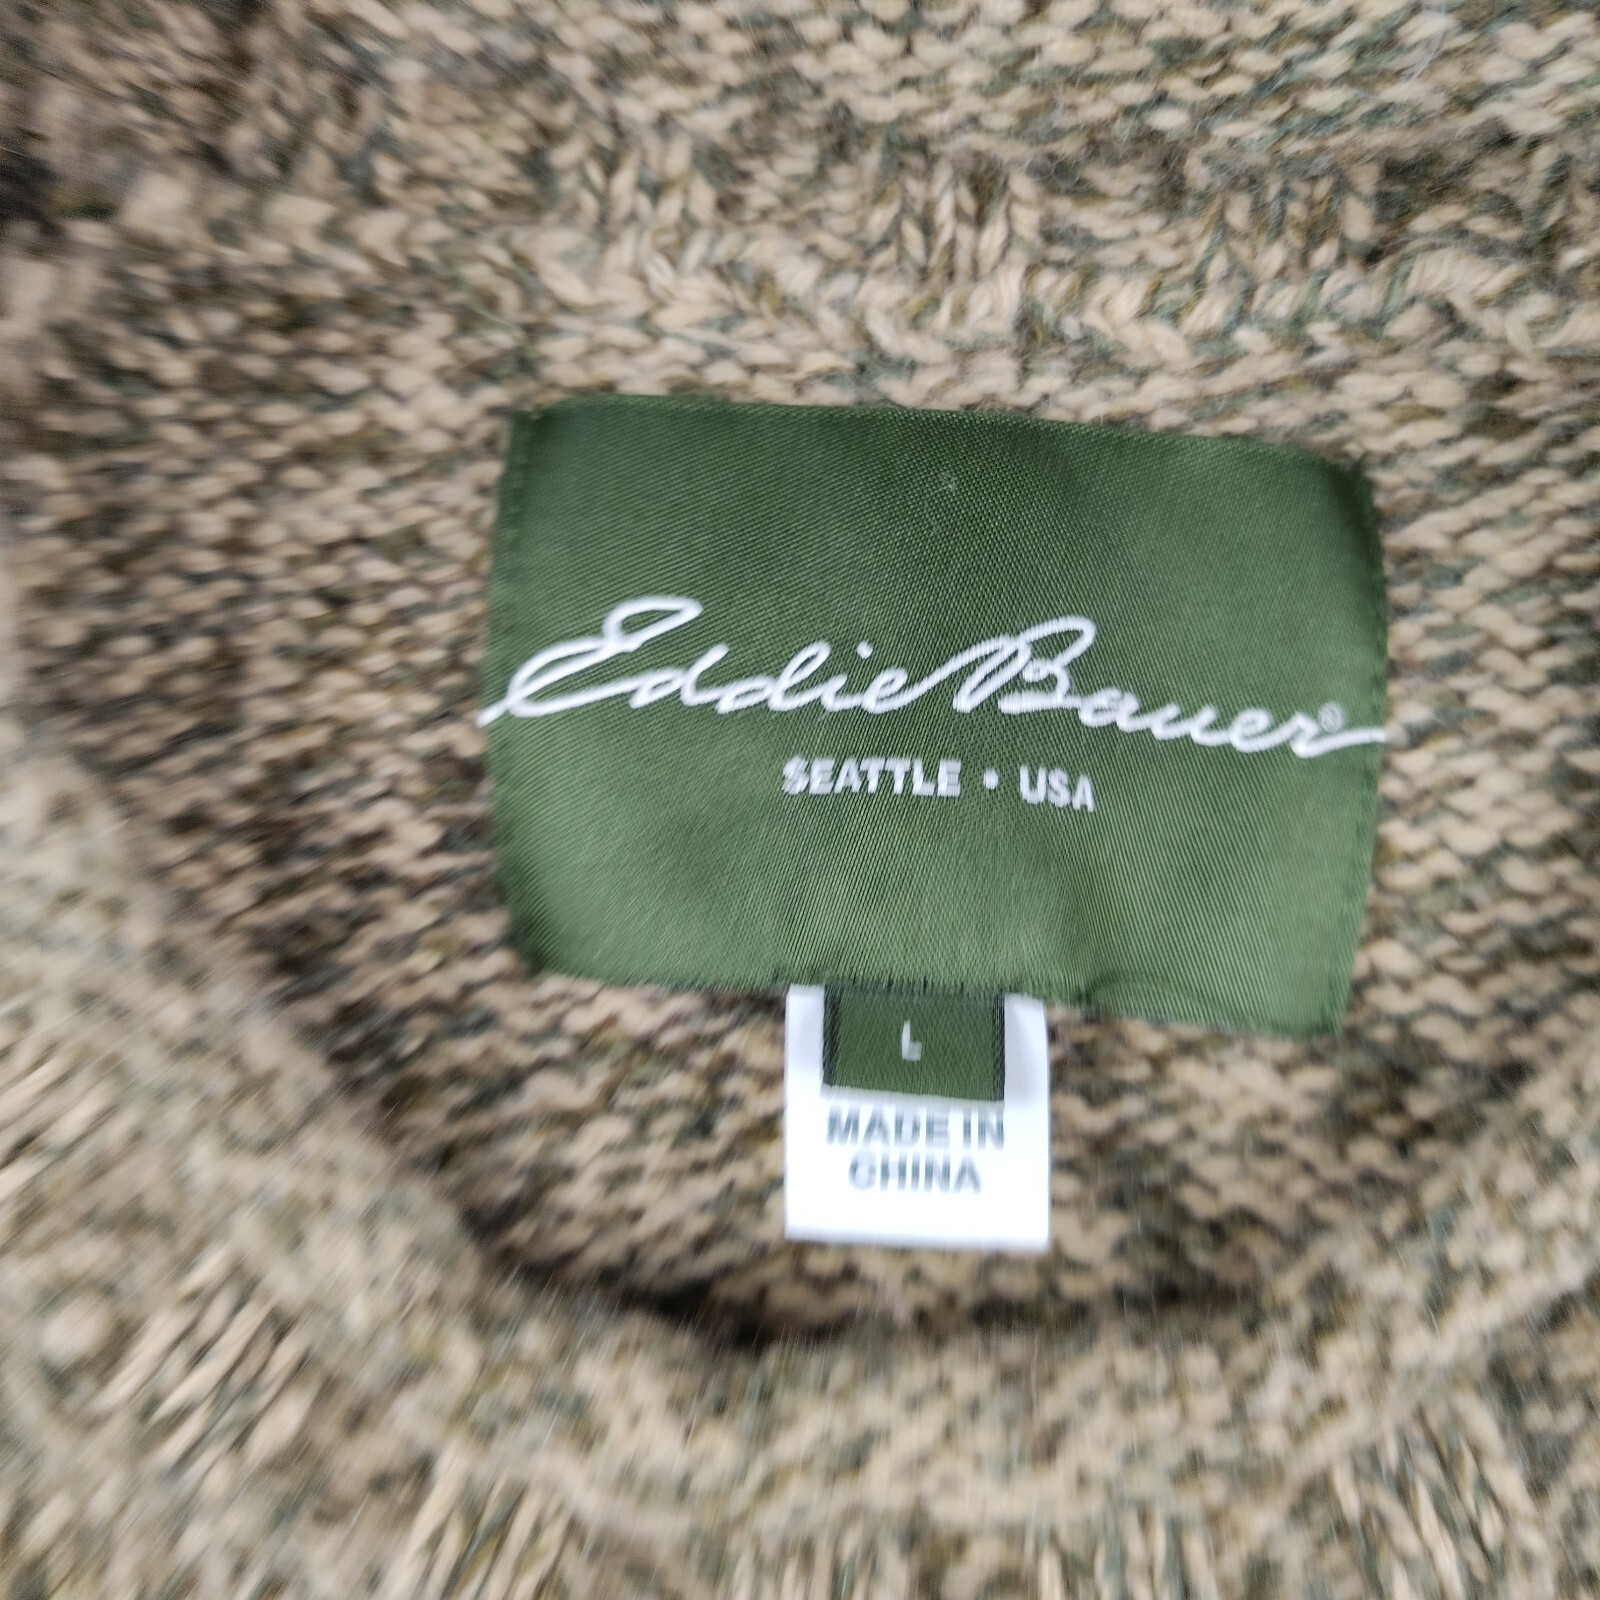 Eddie Bauer®
SEATTLE • USA
L
MADE IN
CHINA